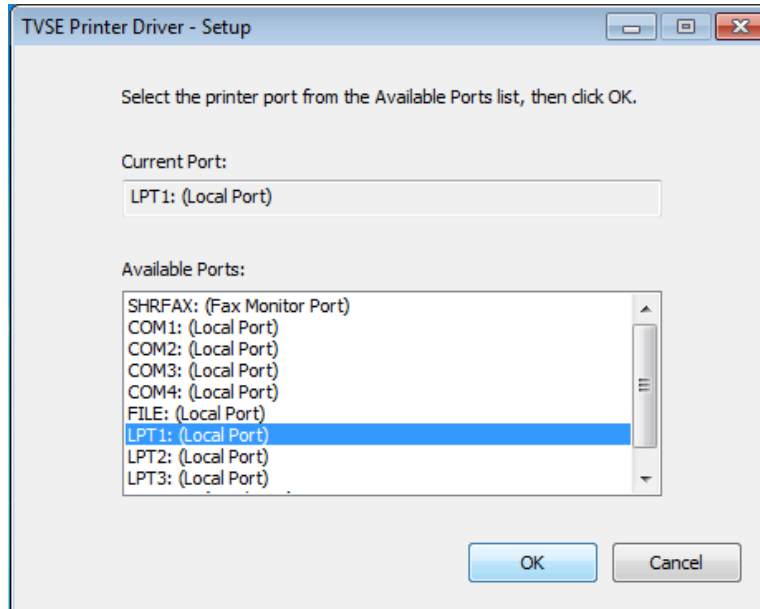 TVSE Printer Driver - Setup
Select the printer port from the Available Ports list, then click OK.
Current Port:
LPT1: (Local Port)
Available Ports:
SHRFAX: (Fax Monitor Port)
COM1: (Local Port)
COM2: (Local Port)
COM3: (Local Port)
COM4: (Local Port)
FILE: (Local Port)
LPT1: (Local Port)
LPT2: (Local Port)
LPT3: (Local Port)
OK Cancel